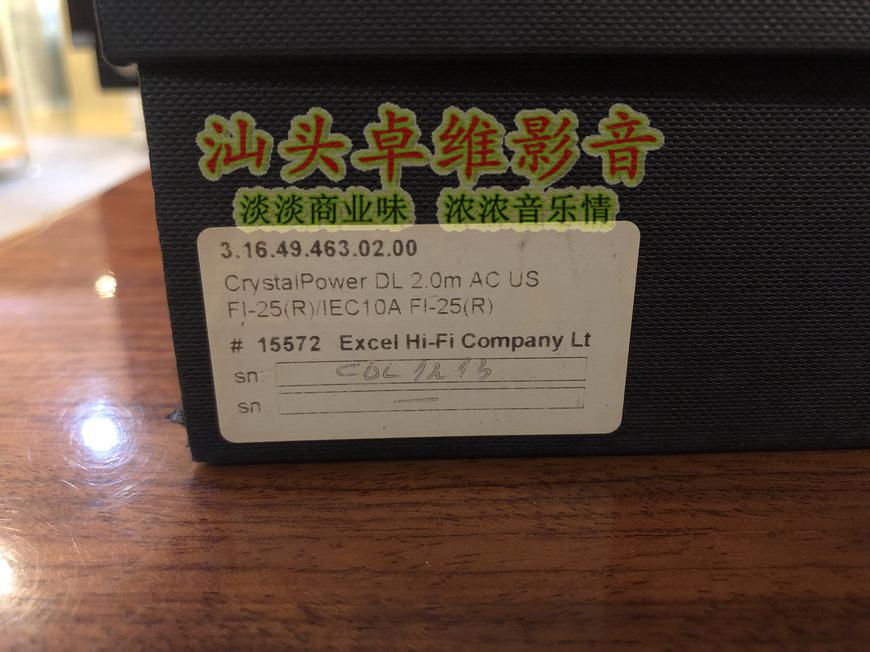 汕头卓维影音
淡淡商业味 浓浓音乐情
3.16.49.463.02.00
CrystalPower DL 2.0m AC US
FI-25(R)/IEC10A FI-25(R)
# 15572 Excel Hi-Fi Company Lt
sn: CDL1213
sn: —